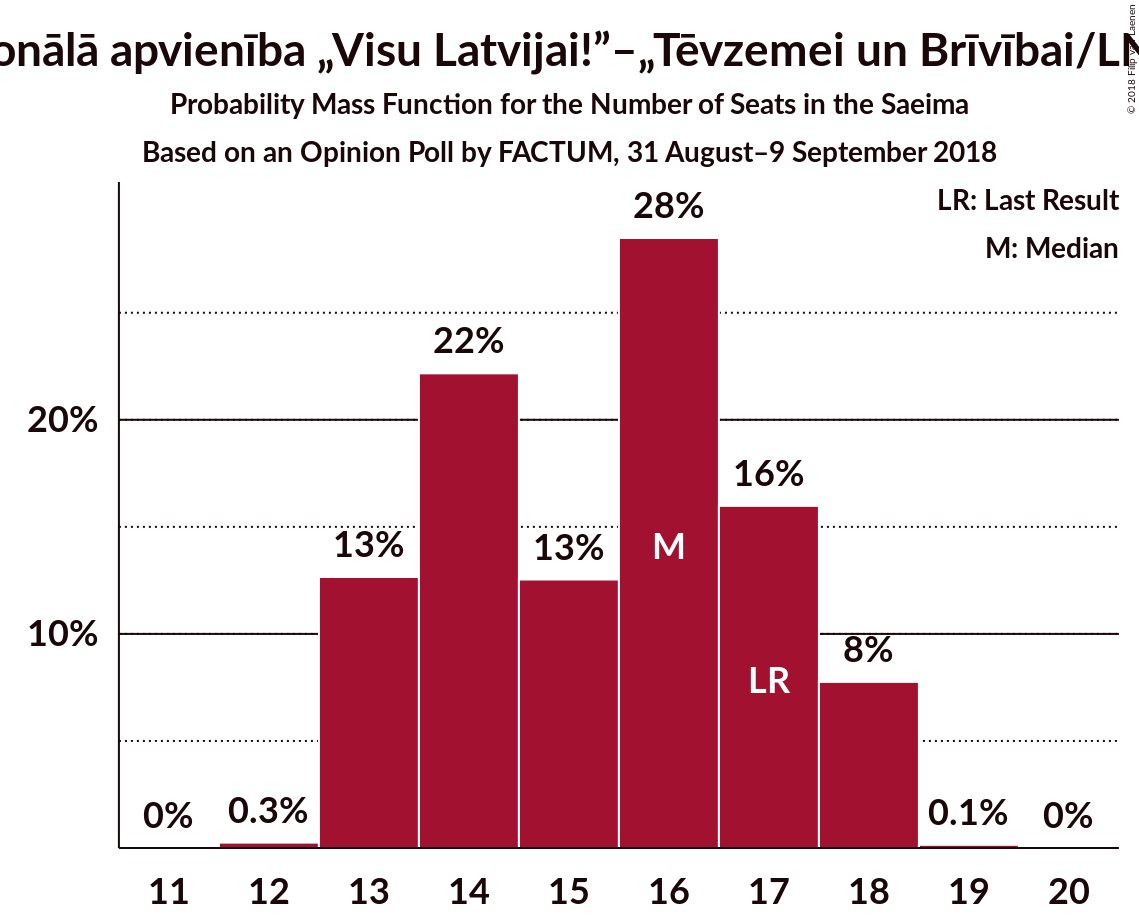 onālā apvienība „Visu Latvijai!”–„Tēvzemei un Brīvībai/LN
© 2018 Filip van Laenen
Probability Mass Function for the Number of Seats in the Saeima
Based on an Opinion Poll by FACTUM, 31 August–9 September 2018
LR: Last Result
M: Median
28%
22%
20%
16%
13%
13%
M
10%
8%
LR
0%
0.3%
0.1%
0%
11 12 13 14 15 16 17 18 19 20